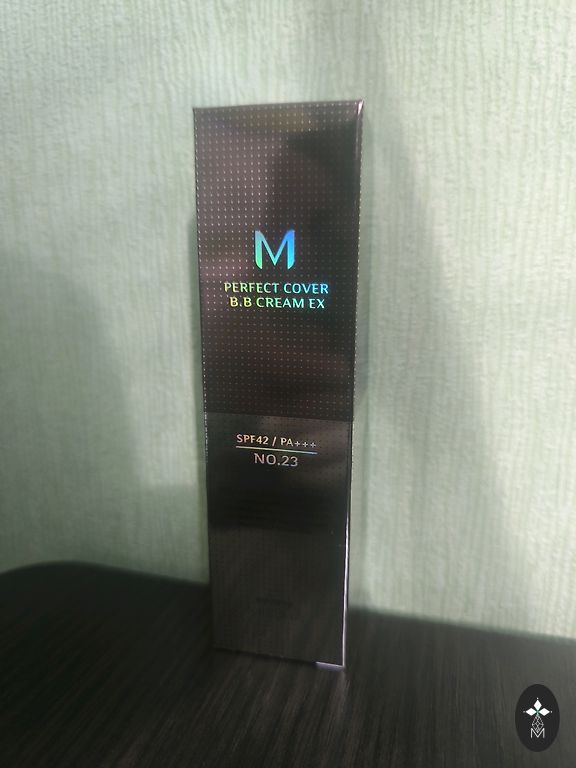 M
PERFECT COVER
B.B CREAM EX
SPF42 / PA+++
NO.23
M